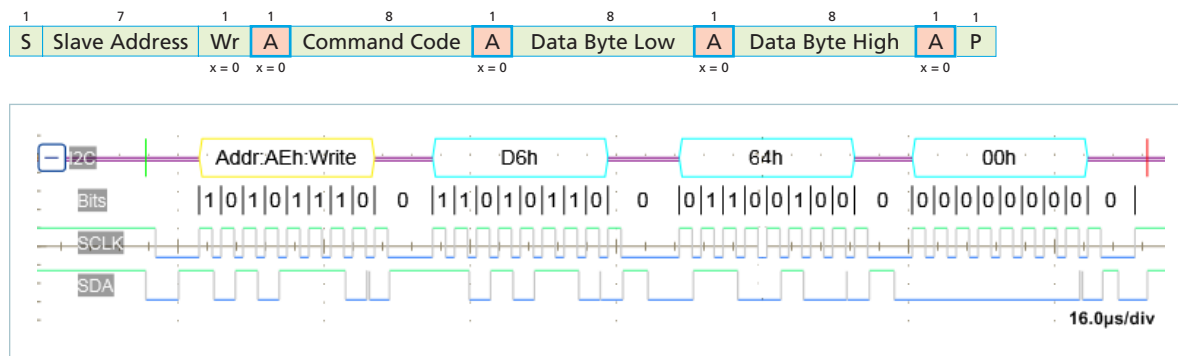 1 7 1 1 8 1 8 1 8 1 1
S Slave Address Wr A Command Code A Data Byte Low A Data Byte High A P
x = 0 x = 0 x = 0 x = 0 x = 0
I2C Addr:AEh:Write D6h 64h 00h
Bits 1 0 1 0 1 1 1 0 0 1 1 0 1 0 1 1 0 0 0 1 1 0 0 1 0 0 0 0 0 0 0 0 0 0 0 0 0
SCLK
SDA
16.0µs/div